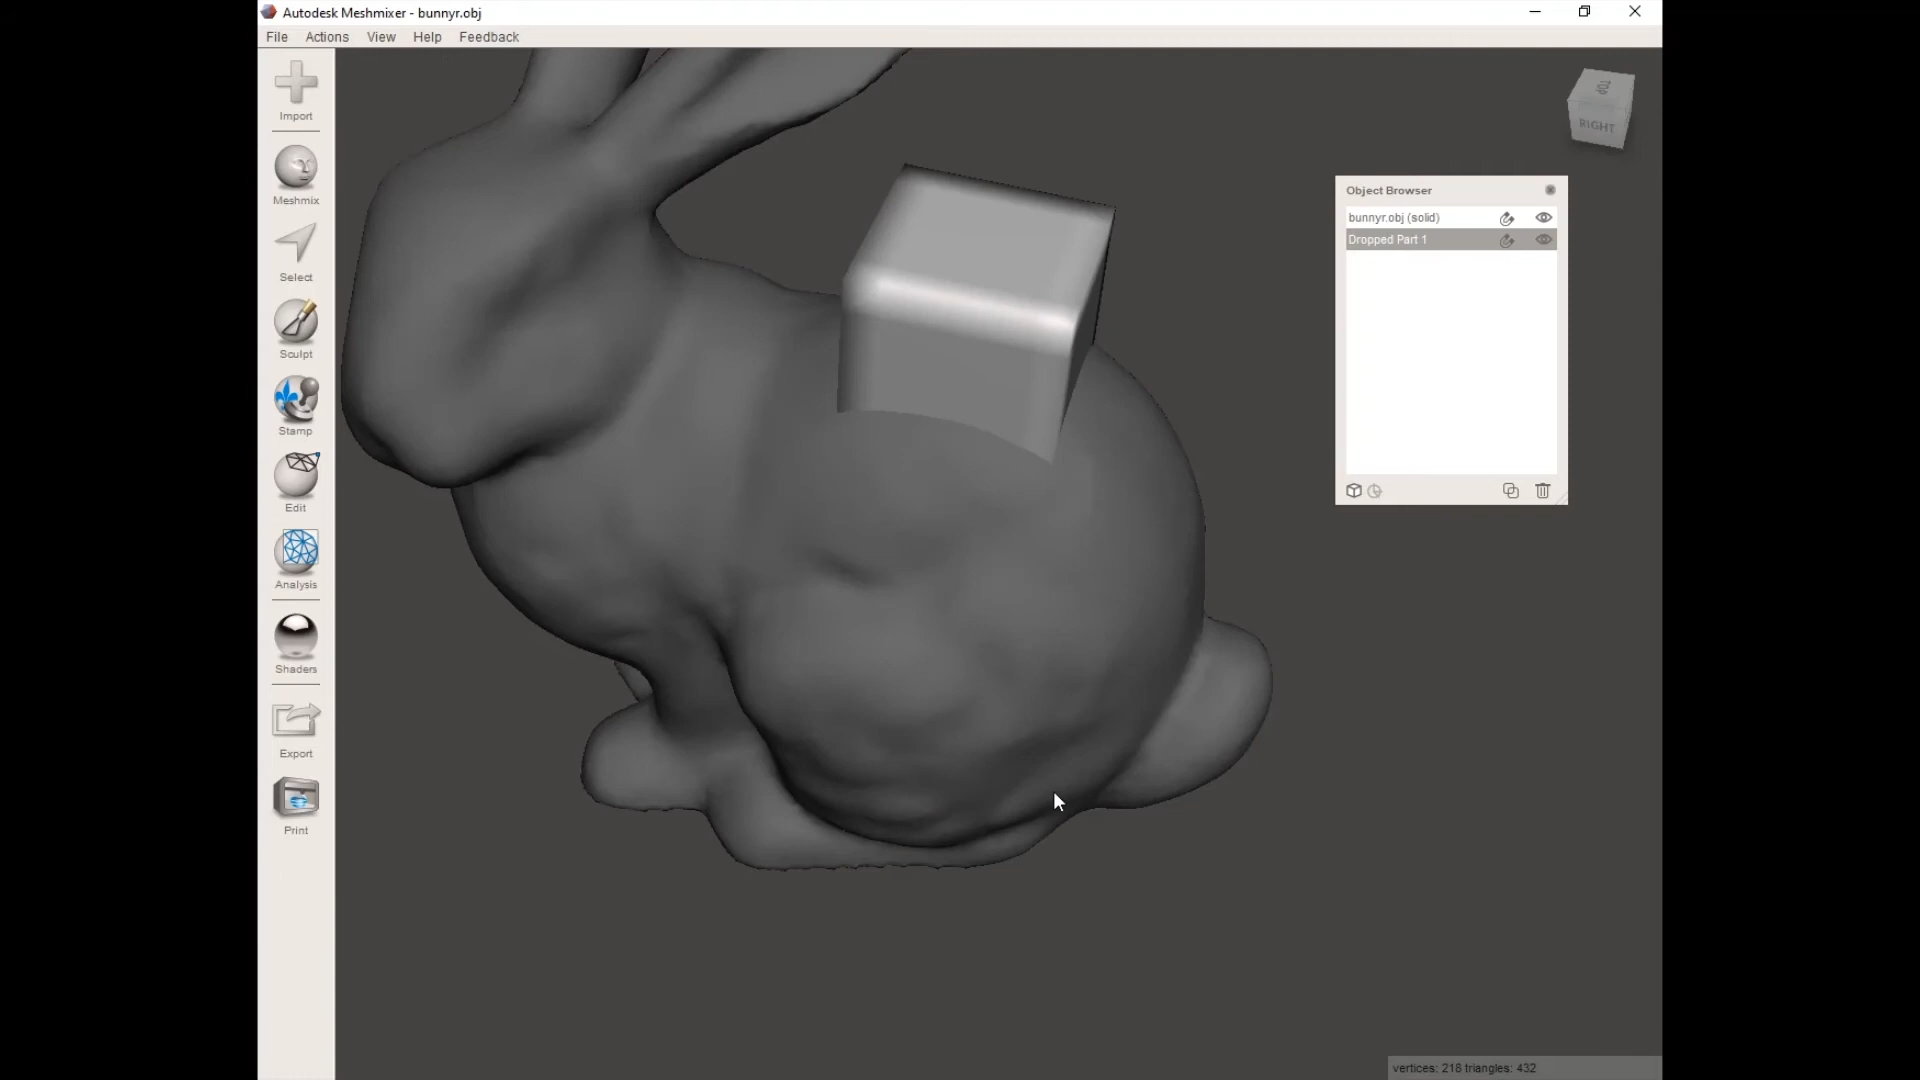 Autodesk Meshmixer - bunnyr.obj
File Actions View Help Feedback
Import
Meshmix
Select
Sculpt
Stamp
Edit
Analysis
Shaders
Export
Print
TOP
RIGHT
Object Browser
bunnyr.obj (solid)
Dropped Part 1
vertices: 218 triangles: 432